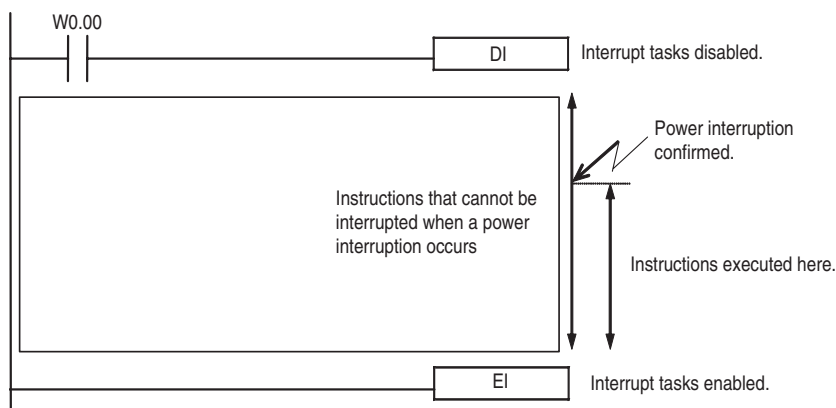 W0.00
DI
Interrupt tasks disabled.
Power interruption
confirmed.
Instructions that cannot be
interrupted when a power
interruption occurs
Instructions executed here.
EI
Interrupt tasks enabled.